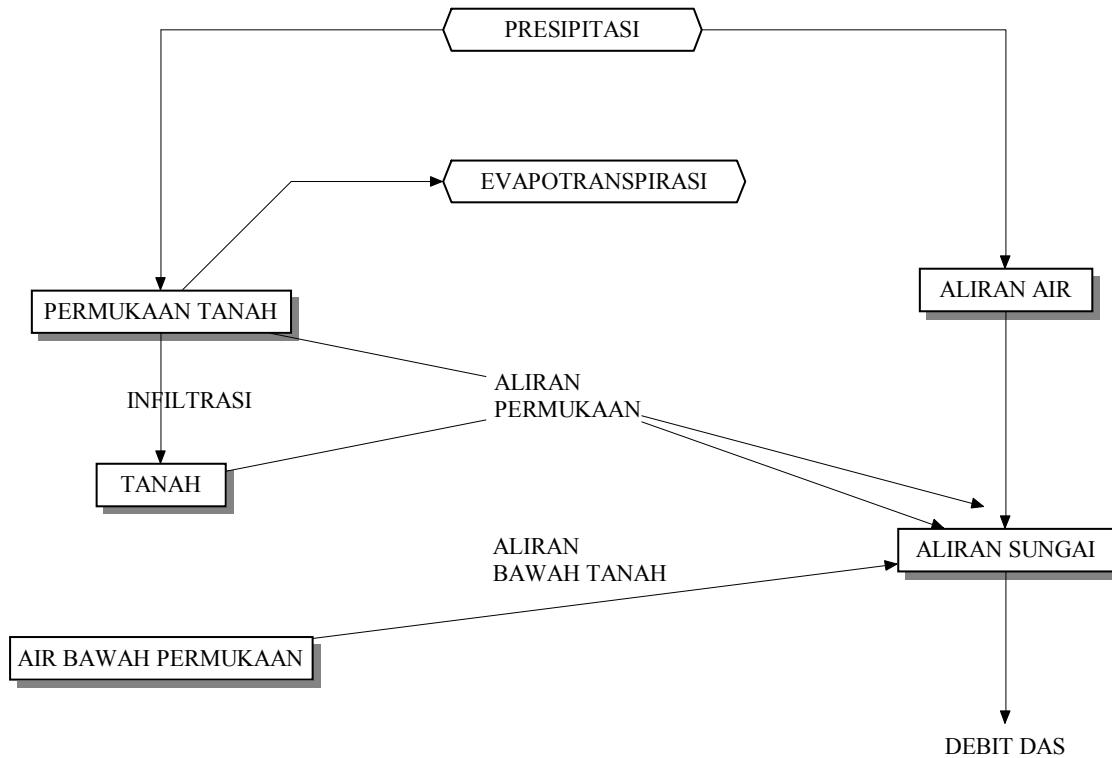 PRESIPITASI
EVAPOTRANSPIRASI
PERMUKAAN TANAH
ALIRAN AIR
ALIRAN
PERMUKAAN
INFILTRASI
TANAH
ALIRAN
BAWAH TANAH
ALIRAN SUNGAI
AIR BAWAH PERMUKAAN
DEBIT DAS